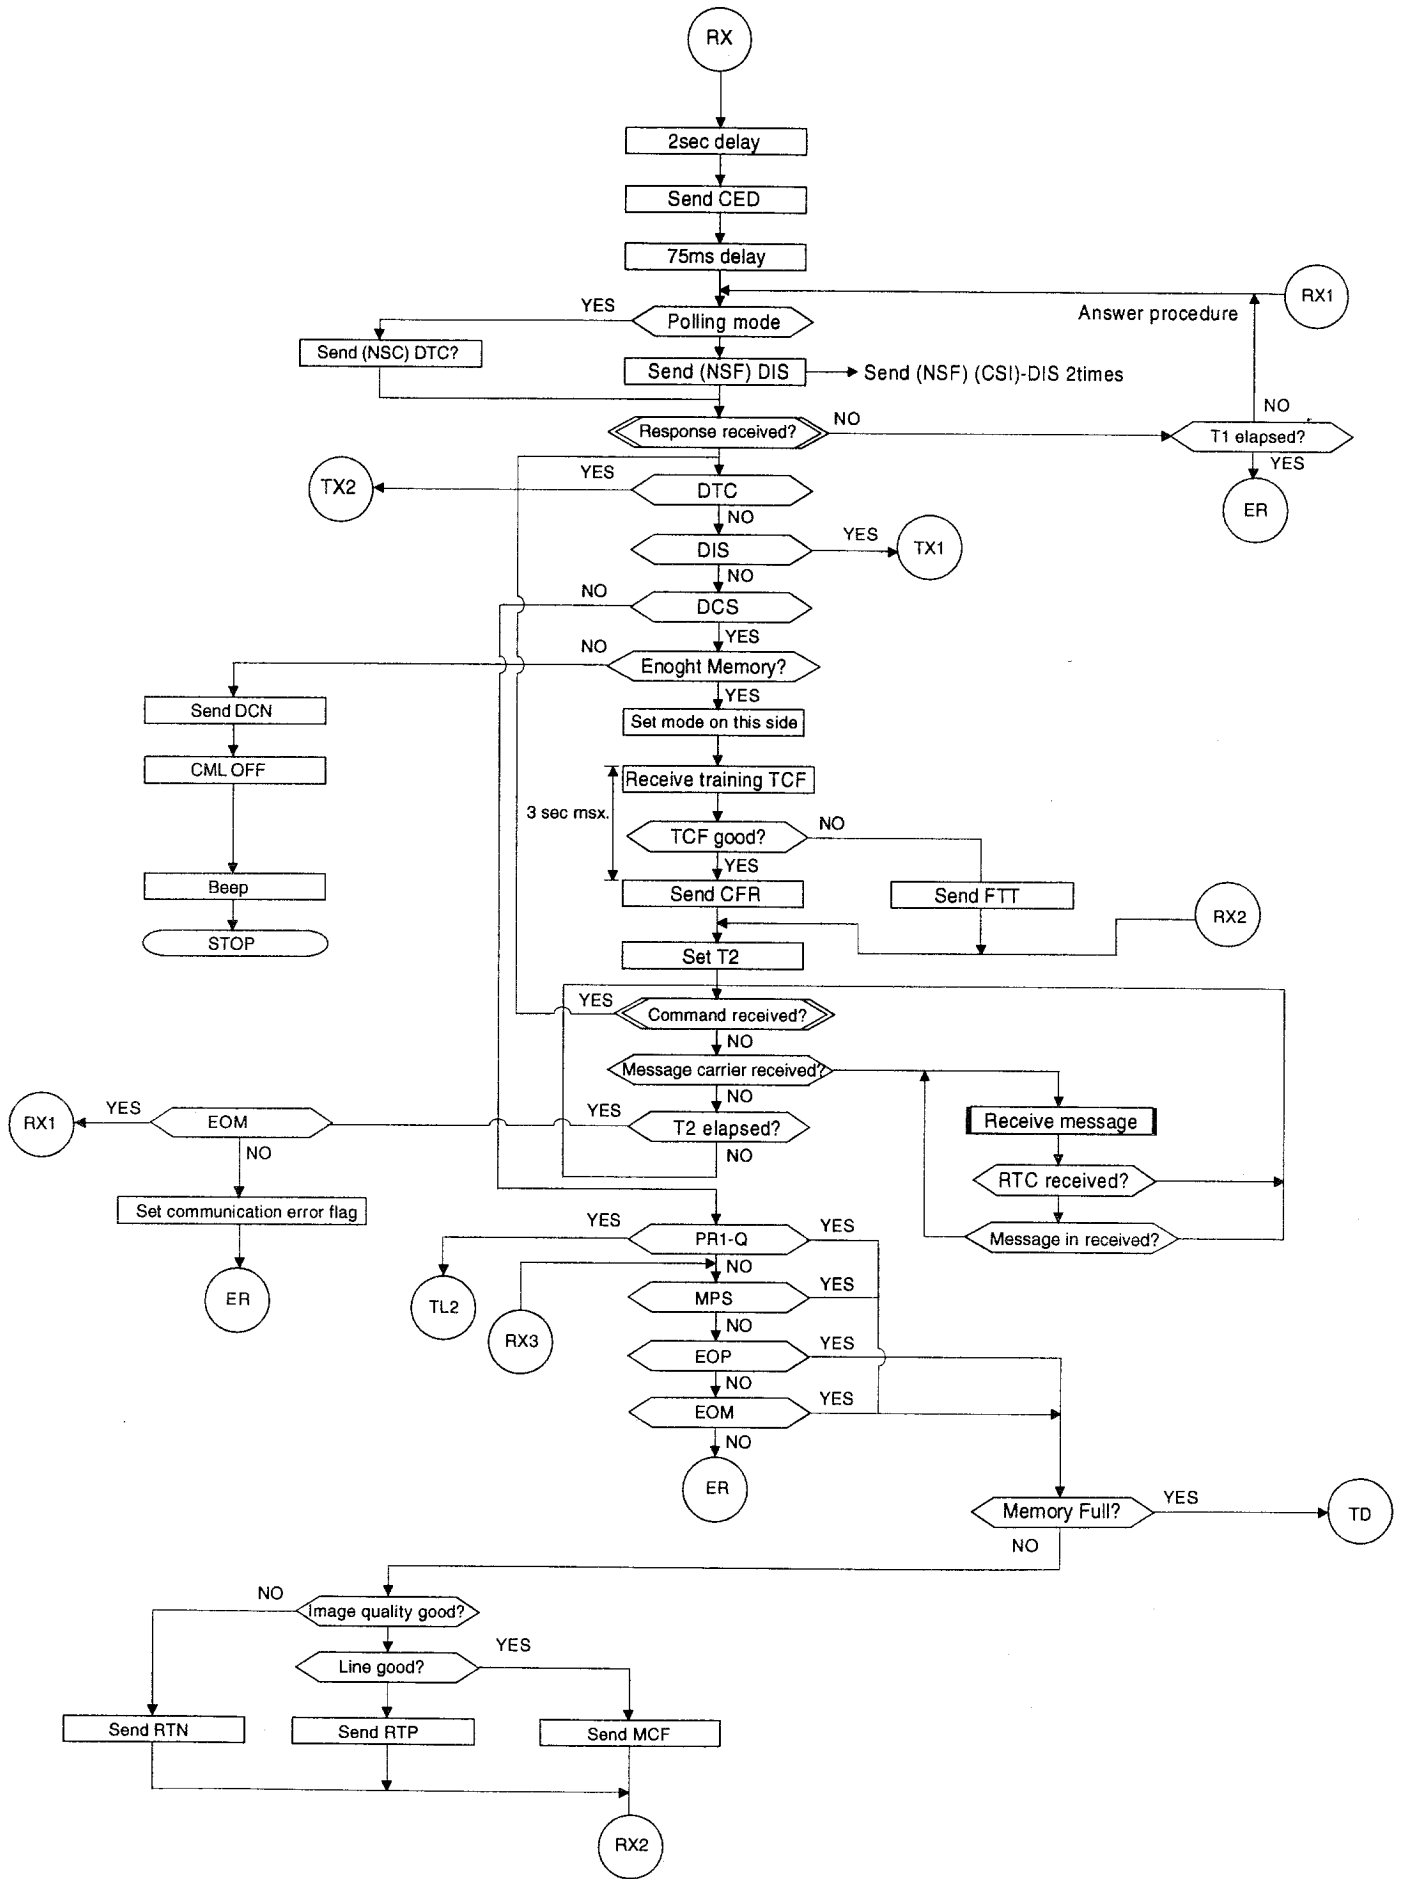 RX
2sec delay
Send CED
75ms delay
RX1
Answer procedure
YES
Polling mode
Send (NSC) DTC?
Send (NSF) DIS
Send (NSF) (CSI)-DIS 2times
NO
Response received?
NO
T1 elapsed?
YES
ER
YES
TX2
DTC
NO
YES
DIS
TX1
NO
NO
DCS
YES
NO
Enoght Memory?
YES
Send DCN
Set mode on this side
CML OFF
Receive training TCF
3 sec msx.
NO
TCF good?
YES
Beep
Send CFR
Send FTT
RX2
STOP
Set T2
YES
Command received?
NO
Message carrier received?
NO
RX1
YES
EOM
YES
T2 elapsed?
Receive message
NO
NO
RTC received?
Set communication error flag
YES
PR1-Q
YES
Message in received?
NO
ER
TL2
RX3
MPS
YES
NO
EOP
YES
NO
EOM
YES
NO
ER
Memory Full?
YES
TD
NO
NO
Image quality good?
YES
Line good?
Send RTN
Send RTP
Send MCF
RX2